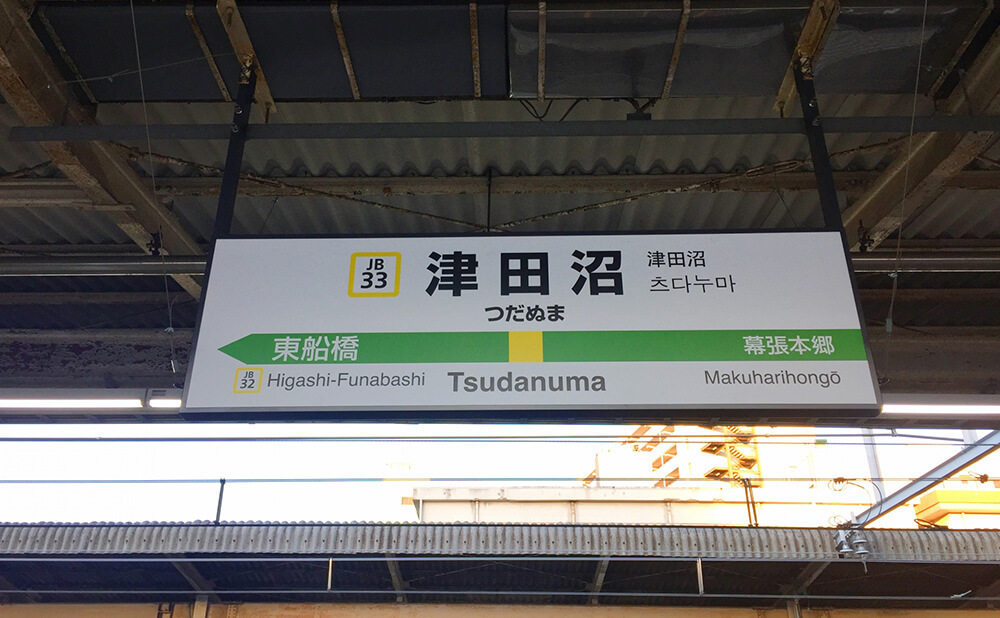 JB
33
津田沼
津田沼
츠다누마
つだぬま
東船橋
幕張本郷
JB
32
Higashi-Funabashi
Tsudanuma
Makuharihongō